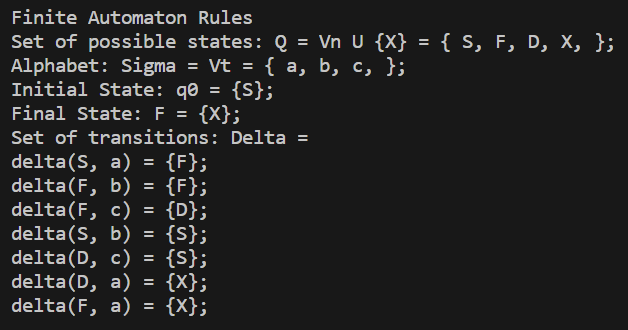 Finite Automaton Rules
Set of possible states: Q = Vn U {X} = { S, F, D, X, };
Alphabet: Sigma = Vt = { a, b, c, };
Initial State: q0 = {S};
Final State: F = {X};
Set of transitions: Delta =
delta(S, a) = {F};
delta(F, b) = {F};
delta(F, c) = {D};
delta(S, b) = {S};
delta(D, c) = {S};
delta(D, a) = {X};
delta(F, a) = {X};